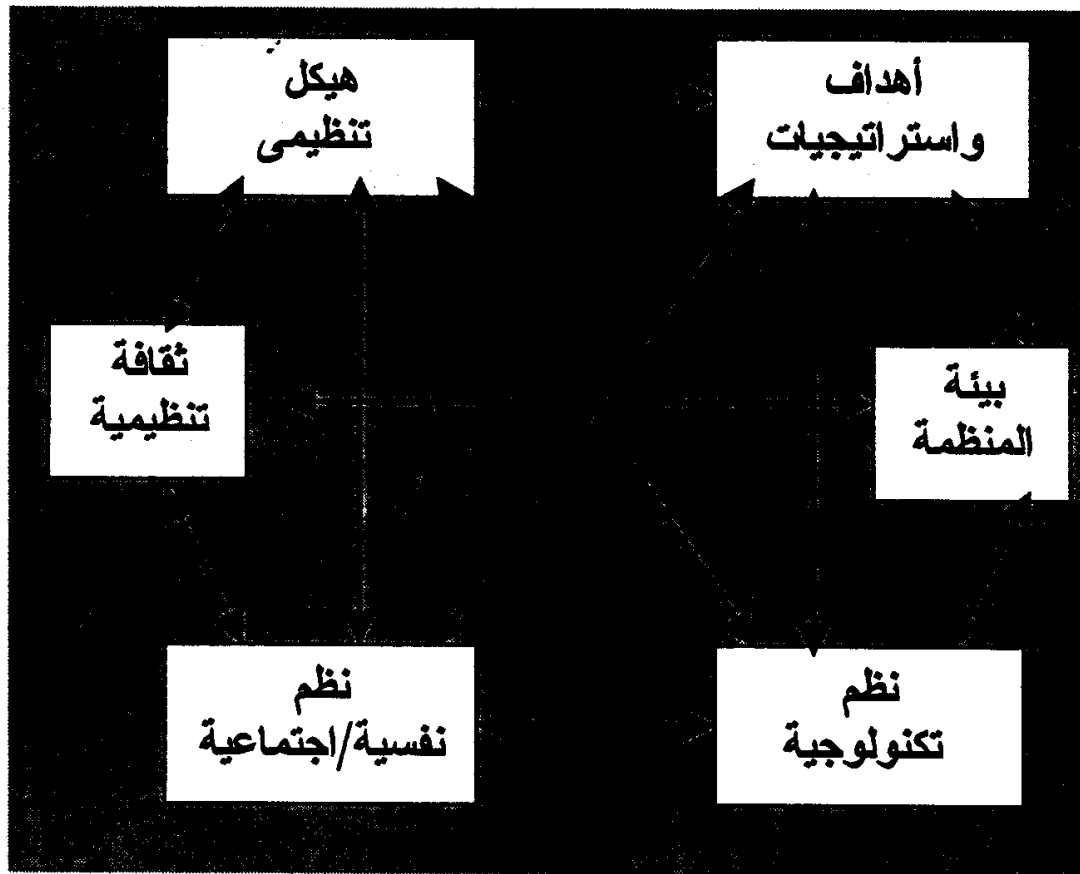 أهداف
واستراتيجيات
هيكل
تنظيمى
بيئة
المنظمة
ثقافة
تنظيمية
نظم
تكنولوجية
نظم
نفسية/اجتماعية